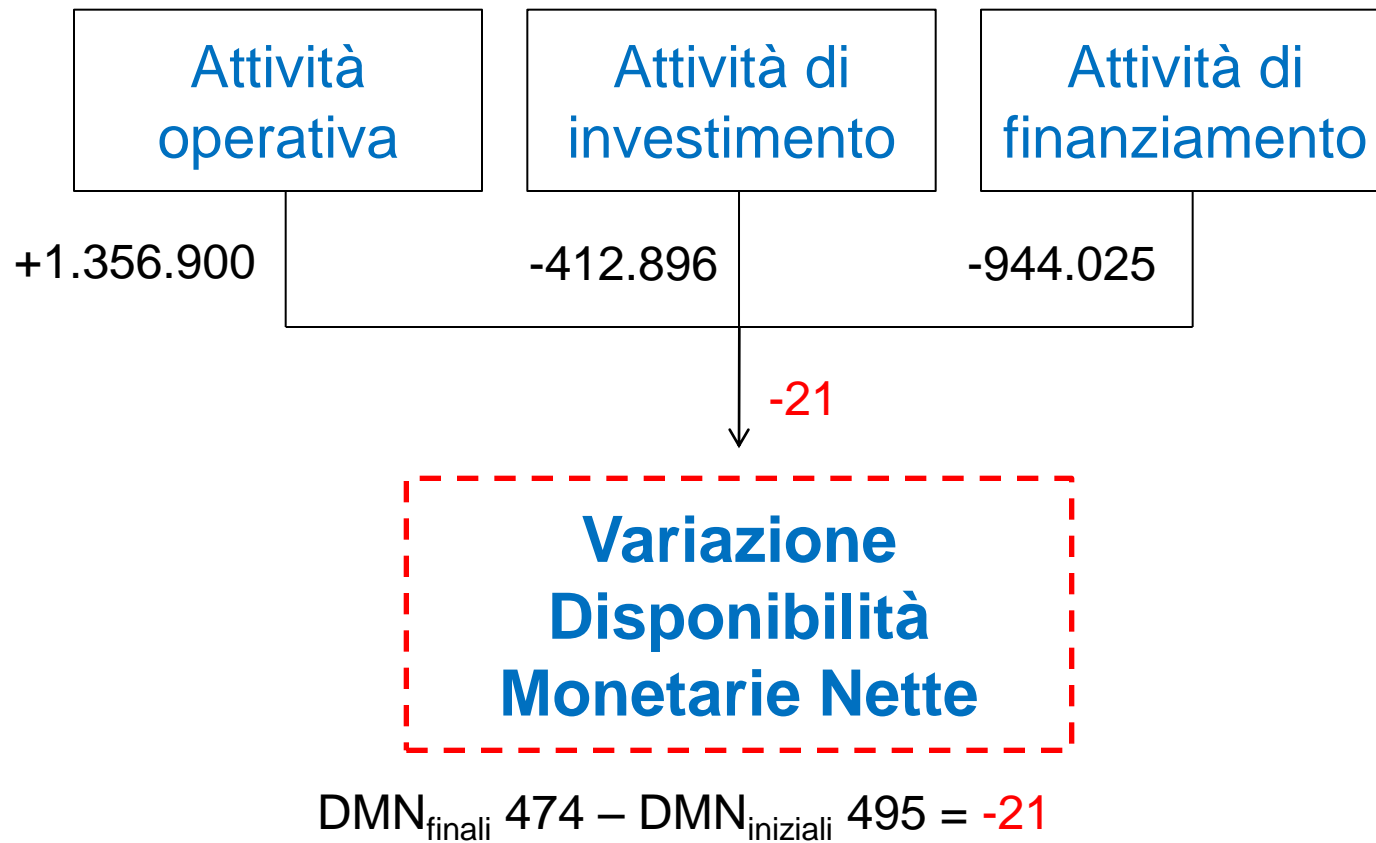 Attività
operativa
Attività di
investimento
Attività di
finanziamento
+1.356.900
-412.896
-944.025
-21
Variazione
Disponibilità
Monetarie Nette
DMNfinali 474 – DMNiniziali 495 = -21